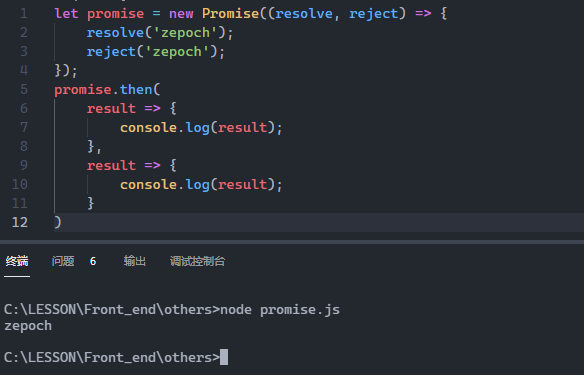 1 let promise = new Promise((resolve, reject) => {
2     resolve('zepoch');
3     reject('zepoch');
4 });
5 promise.then(
6     result => {
7         console.log(result);
8     },
9     result => {
10         console.log(result);
11     }
12 )
终端 问题 6 输出 调试控制台
C:\LESSON\Front_end\others>node promise.js
zepoch
C:\LESSON\Front_end\others>